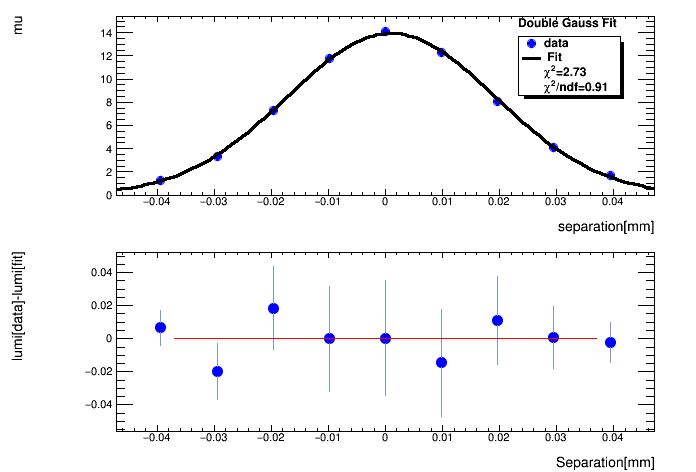 mu
Double Gauss Fit
data
Fit
χ²=2.73
χ²/ndf=0.91
14
12
10
8
6
4
2
0
−0.04 −0.03 −0.02 −0.01 0 0.01 0.02 0.03 0.04
separation[mm]
lumi[data]-lumi[fit]
0.04
0.02
0
−0.02
−0.04
−0.04 −0.03 −0.02 −0.01 0 0.01 0.02 0.03 0.04
Separation[mm]